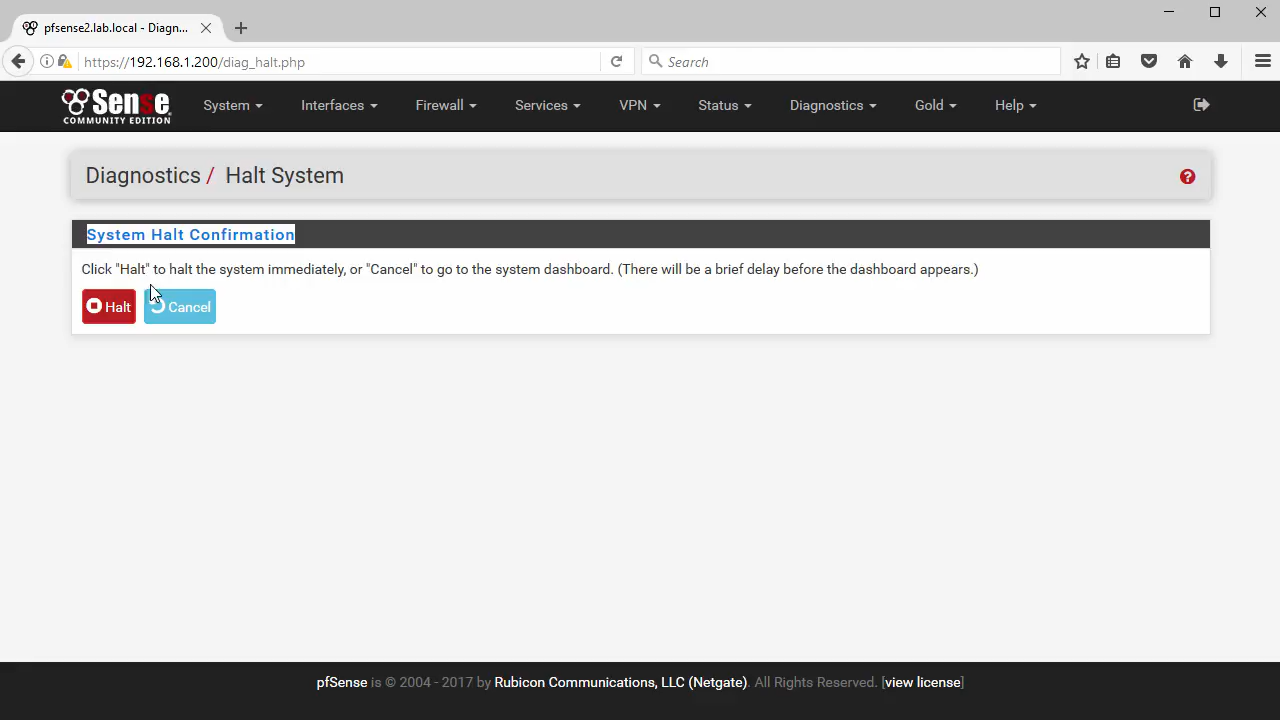 pfsense2.lab.local - Diagn...
https://192.168.1.200/diag_halt.php
Search
Sense
COMMUNITY EDITION
System
Interfaces
Firewall
Services
VPN
Status
Diagnostics
Gold
Help
Diagnostics / Halt System
System Halt Confirmation
Click "Halt" to halt the system immediately, or "Cancel" to go to the system dashboard. (There will be a brief delay before the dashboard appears.)
Halt
Cancel
pfSense is © 2004 - 2017 by Rubicon Communications, LLC (Netgate). All Rights Reserved. [view license]